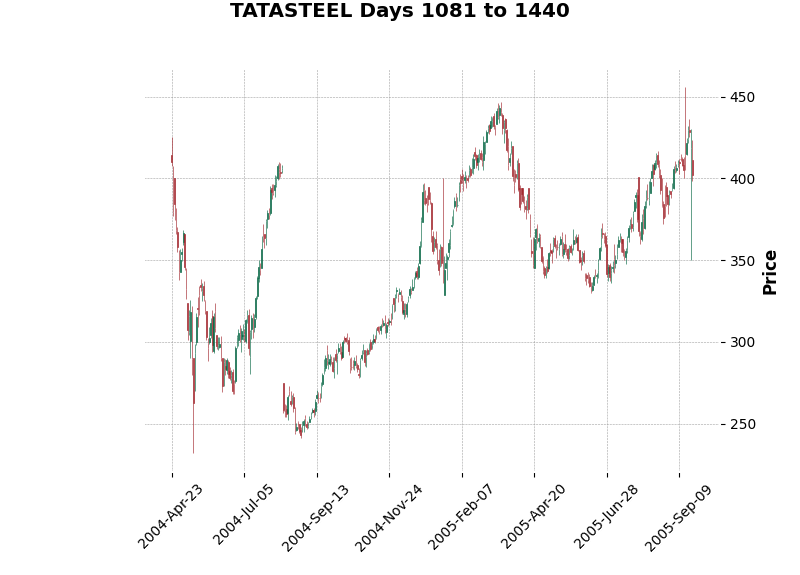 TATASTEEL Days 1081 to 1440
450
400
350
300
250
Price
2004-Apr-23
2004-Jul-05
2004-Sep-13
2004-Nov-24
2005-Feb-07
2005-Apr-20
2005-Jun-28
2005-Sep-09